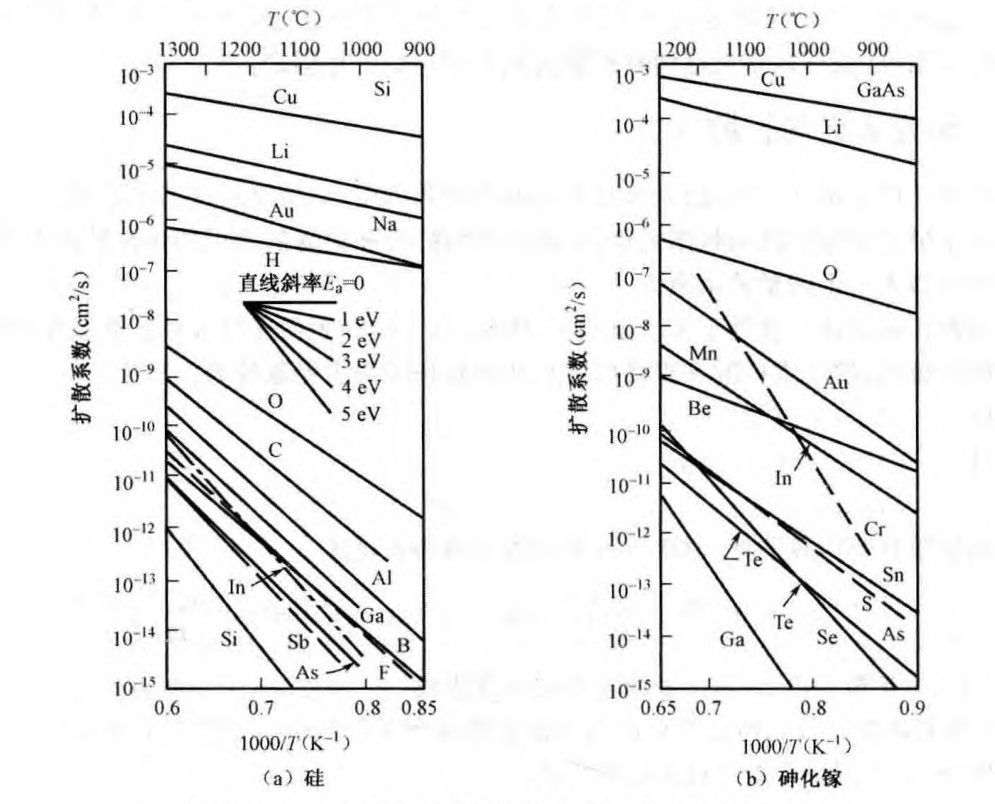 T(℃)
1300 1200 1100 1000 900
10⁻³
10⁻⁴
10⁻⁵
10⁻⁶
10⁻⁷
10⁻⁸
10⁻⁹
10⁻¹⁰
10⁻¹¹
10⁻¹²
10⁻¹³
10⁻¹⁴
10⁻¹⁵
扩散系数(cm²/s)
Cu
Si
Li
Au
Na
H
直线斜率Eₐ=0
1 eV
2 eV
3 eV
4 eV
5 eV
O
C
In
Al
Ga
Si
Sb
B
As
F
0.6 0.7 0.8 0.85
1000/T(K⁻¹)
(a) 硅
T(℃)
1200 1100 1000 900
10⁻³
10⁻⁴
10⁻⁵
10⁻⁶
10⁻⁷
10⁻⁸
10⁻⁹
10⁻¹⁰
10⁻¹¹
10⁻¹²
10⁻¹³
10⁻¹⁴
10⁻¹⁵
扩散系数(cm²/s)
Cu
GaAs
Li
O
Mn
Au
Be
In
Cr
Te
Sn
S
Te
Ga
Se
As
0.65 0.7 0.8 0.9
1000/T(K⁻¹)
(b) 砷化镓